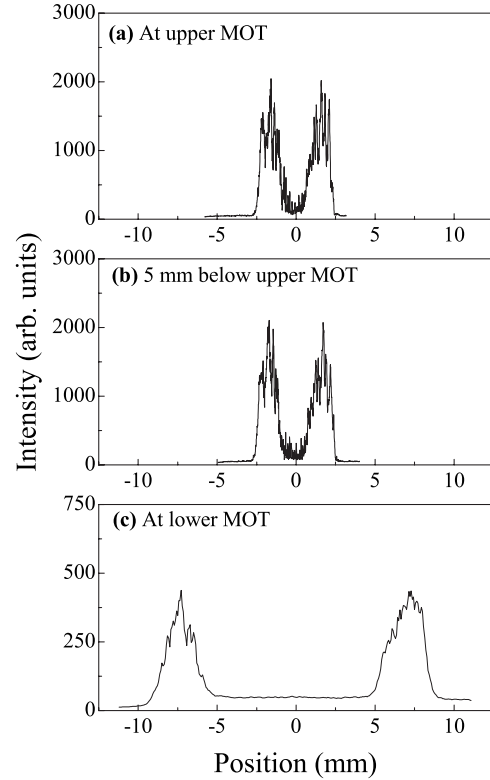 3000
(a) At upper MOT
2000
1000
0
-10 -5 0 5 10
3000
(b) 5 mm below upper MOT
2000
1000
0
-10 -5 0 5 10
Intensity (arb. units)
750
(c) At lower MOT
500
250
0
-10 -5 0 5 10
Position (mm)